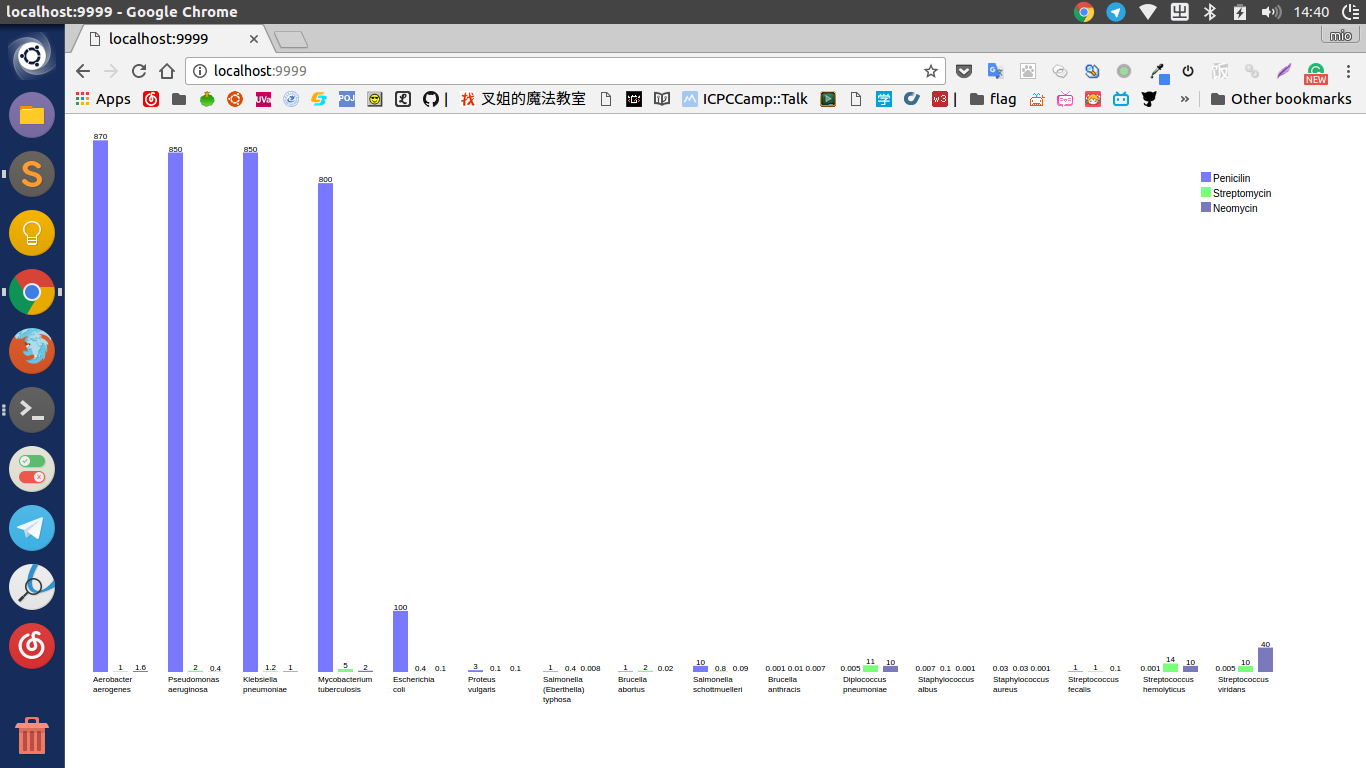 localhost:9999 - Google Chrome
14:40
localhost:9999
mio
localhost:9999
NEW
Apps
UVa
POJ
找 叉姐的魔法教室
ICPCCamp::Talk
学
w3
flag
»
Other bookmarks
870
850
850
800
Penicilin
Streptomycin
Neomycin
100
40
1 1.6
2 0.4
1.2 1
5 2
0.4 0.1
3 0.1 0.1
1 0.4 0.008
1 2 0.02
10 0.8 0.09
0.001 0.01 0.007
0.005 11 10
0.007 0.1 0.001
0.03 0.03 0.001
1 1 0.1
0.001 14 10
0.005 10
Aerobacter
aerogenes
Pseudomonas
aeruginosa
Klebsiella
pneumoniae
Mycobacterium
tuberculosis
Escherichia
coli
Proteus
vulgaris
Salmonella
(Eberthella)
typhosa
Brucella
abortus
Salmonella
schottmuelleri
Brucella
anthracis
Diplococcus
pneumoniae
Staphylococcus
albus
Staphylococcus
aureus
Streptococcus
fecalis
Streptococcus
hemolyticus
Streptococcus
viridans